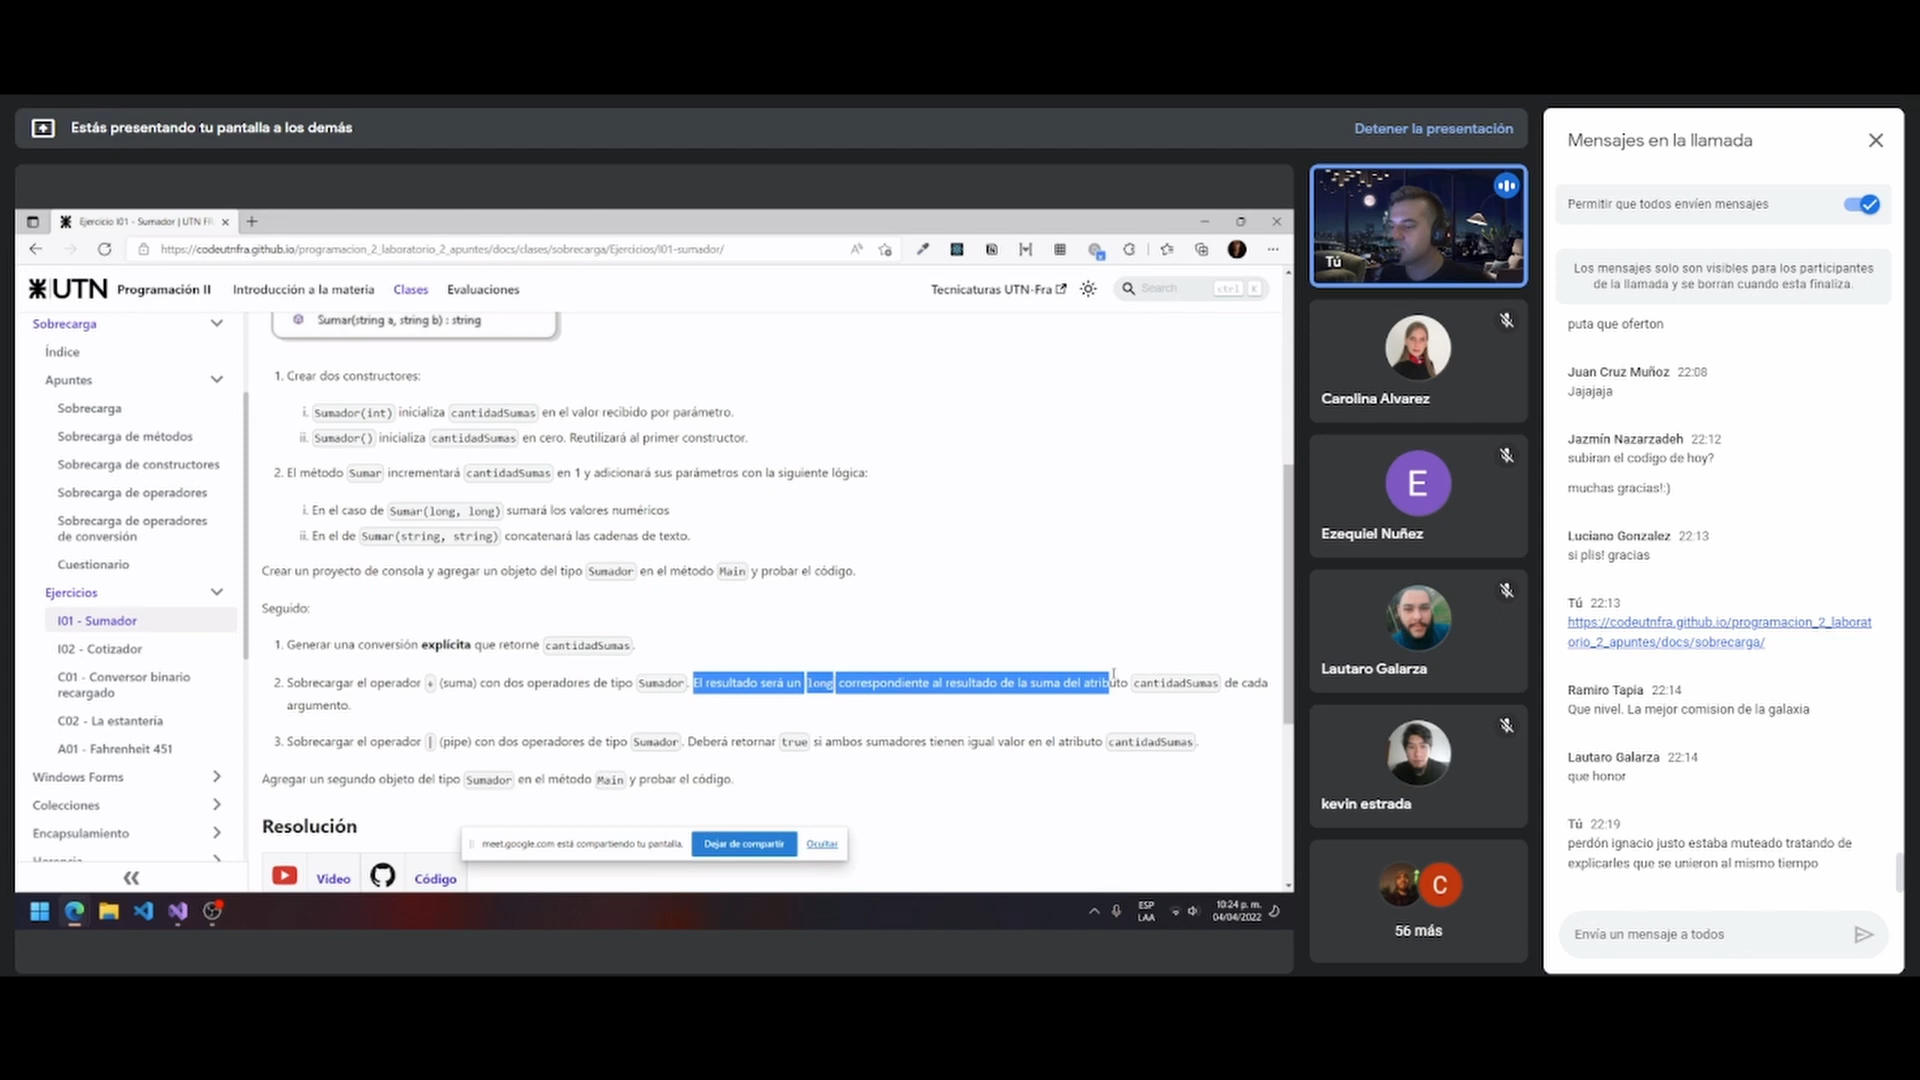 Estás presentando tu pantalla a los demás
Detener la presentación
Ejercicio I01 - Sumador | UTN FR
https://codeutnfra.github.io/programacion_2_laboratorio_2_apuntes/docs/clases/sobrecarga/Ejercicios/I01-sumador/
UTN Programación II Introducción a la materia Clases Evaluaciones Tecnicaturas UTN-Fra Search ctrl K
Sobrecarga
Índice
Apuntes
Sobrecarga
Sobrecarga de métodos
Sobrecarga de constructores
Sobrecarga de operadores
Sobrecarga de operadores
de conversión
Cuestionario
Ejercicios
I01 - Sumador
I02 - Cotizador
C01 - Conversor binario
recargado
C02 - La estantería
A01 - Fahrenheit 451
Windows Forms
Colecciones
Encapsulamiento
Herencia
Sumar(string a, string b) : string
1. Crear dos constructores:
i. Sumador(int) inicializa cantidadSumas en el valor recibido por parámetro.
ii. Sumador() inicializa cantidadSumas en cero. Reutilizará al primer constructor.
2. El método Sumar incrementará cantidadSumas en 1 y adicionará sus parámetros con la siguiente lógica:
i. En el caso de Sumar(long, long) sumará los valores numéricos
ii. En el de Sumar(string, string) concatenará las cadenas de texto.
Crear un proyecto de consola y agregar un objeto del tipo Sumador en el método Main y probar el código.
Seguido:
1. Generar una conversión explícita que retorne cantidadSumas.
2. Sobrecargar el operador + (suma) con dos operadores de tipo Sumador. El resultado será un long correspondiente al resultado de la suma del atributo cantidadSumas de cada
argumento.
3. Sobrecargar el operador | (pipe) con dos operadores de tipo Sumador. Deberá retornar true si ambos sumadores tienen igual valor en el atributo cantidadSumas.
Agregar un segundo objeto del tipo Sumador en el método Main y probar el código.
Resolución
Video Código
meet.google.com está compartiendo tu pantalla. Dejar de compartir Ocultar
ESP
LAA
10:24 p. m.
04/04/2022
Tú
Carolina Alvarez
E
Ezequiel Nuñez
Lautaro Galarza
kevin estrada
C
56 más
Mensajes en la llamada
Permitir que todos envíen mensajes
Los mensajes solo son visibles para los participantes
de la llamada y se borran cuando esta finaliza.
puta que oferton
Juan Cruz Muñoz 22:08
Jajajaja
Jazmín Nazarzadeh 22:12
subiran el codigo de hoy?
muchas gracias!:)
Luciano Gonzalez 22:13
si plis! gracias
Tú 22:13
https://codeutnfra.github.io/programacion_2_laborat
orio_2_apuntes/docs/sobrecarga/
Ramiro Tapia 22:14
Que nivel. La mejor comision de la galaxia
Lautaro Galarza 22:14
que honor
Tú 22:19
perdón ignacio justo estaba muteado tratando de
explicarles que se unieron al mismo tiempo
Envía un mensaje a todos